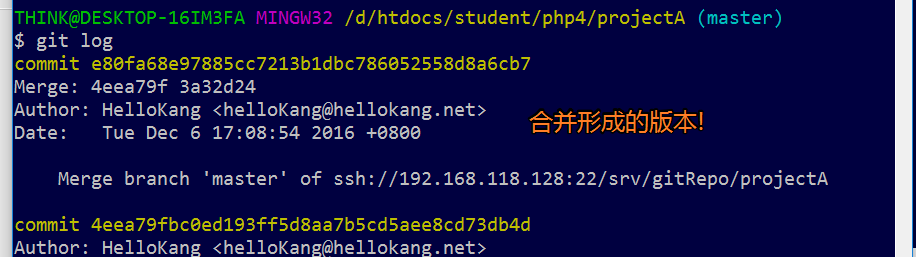 THINK@DESKTOP-16IM3FA MINGW32 /d/htdocs/student/php4/projectA (master)
$ git log
commit e80fa68e97885cc7213b1dbc786052558d8a6cb7
Merge: 4eea79f 3a32d24
Author: HelloKang <helloKang@hellokang.net>
合并形成的版本!
Date:   Tue Dec 6 17:08:54 2016 +0800
    Merge branch 'master' of ssh://192.168.118.128:22/srv/gitRepo/projectA
commit 4eea79fbc0ed193ff5d8aa7b5cd5aee8cd73db4d
Author: HelloKang <helloKang@hellokang.net>